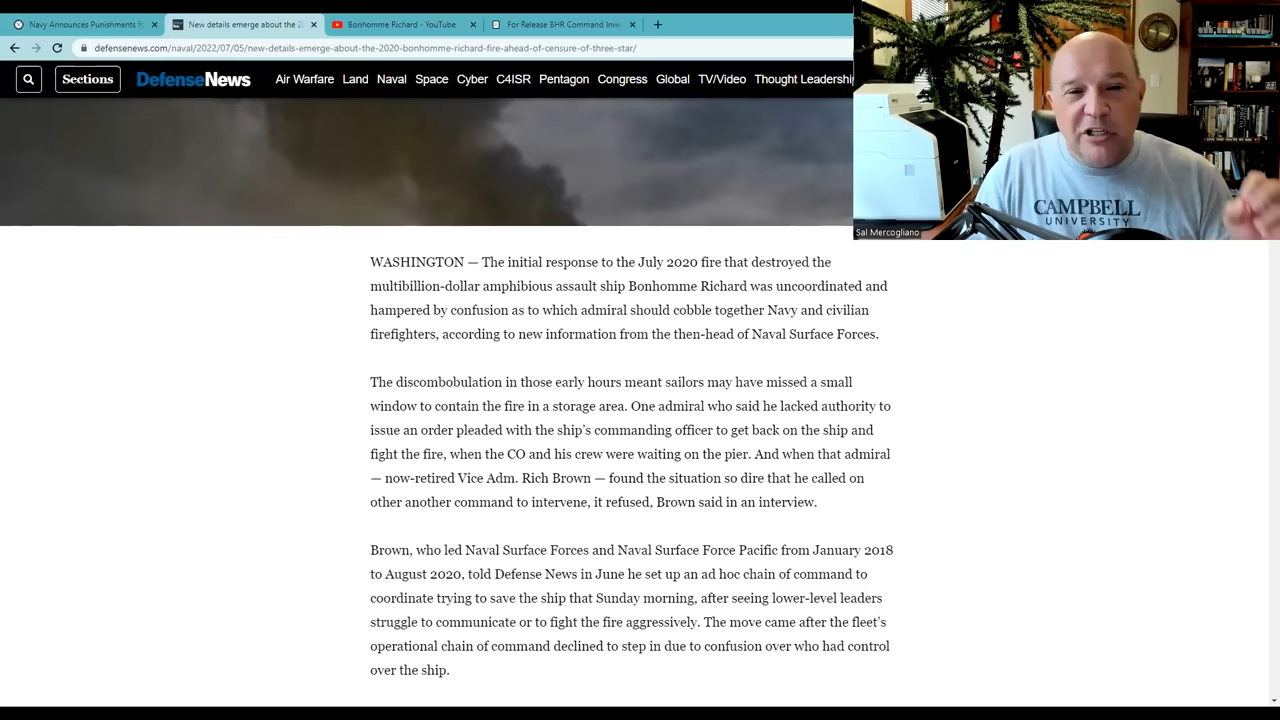 Navy Announces Punishments f
New details emerge about the 2
Bonhomme Richard - YouTube
For Release BHR Command Inve
defensenews.com/naval/2022/07/05/new-details-emerge-about-the-2020-bonhomme-richard-fire-ahead-of-censure-of-three-star/
Sections DefenseNews Air Warfare Land Naval Space Cyber C4ISR Pentagon Congress Global TV/Video Thought Leadershi
CAMPBELL
UNIVERSITY
Sal Mercogliano
WASHINGTON — The initial response to the July 2020 fire that destroyed the
multibillion-dollar amphibious assault ship Bonhomme Richard was uncoordinated and
hampered by confusion as to which admiral should cobble together Navy and civilian
firefighters, according to new information from the then-head of Naval Surface Forces.
The discombobulation in those early hours meant sailors may have missed a small
window to contain the fire in a storage area. One admiral who said he lacked authority to
issue an order pleaded with the ship’s commanding officer to get back on the ship and
fight the fire, when the CO and his crew were waiting on the pier. And when that admiral
— now-retired Vice Adm. Rich Brown — found the situation so dire that he called on
other another command to intervene, it refused, Brown said in an interview.
Brown, who led Naval Surface Forces and Naval Surface Force Pacific from January 2018
to August 2020, told Defense News in June he set up an ad hoc chain of command to
coordinate trying to save the ship that Sunday morning, after seeing lower-level leaders
struggle to communicate or to fight the fire aggressively. The move came after the fleet’s
operational chain of command declined to step in due to confusion over who had control
over the ship.